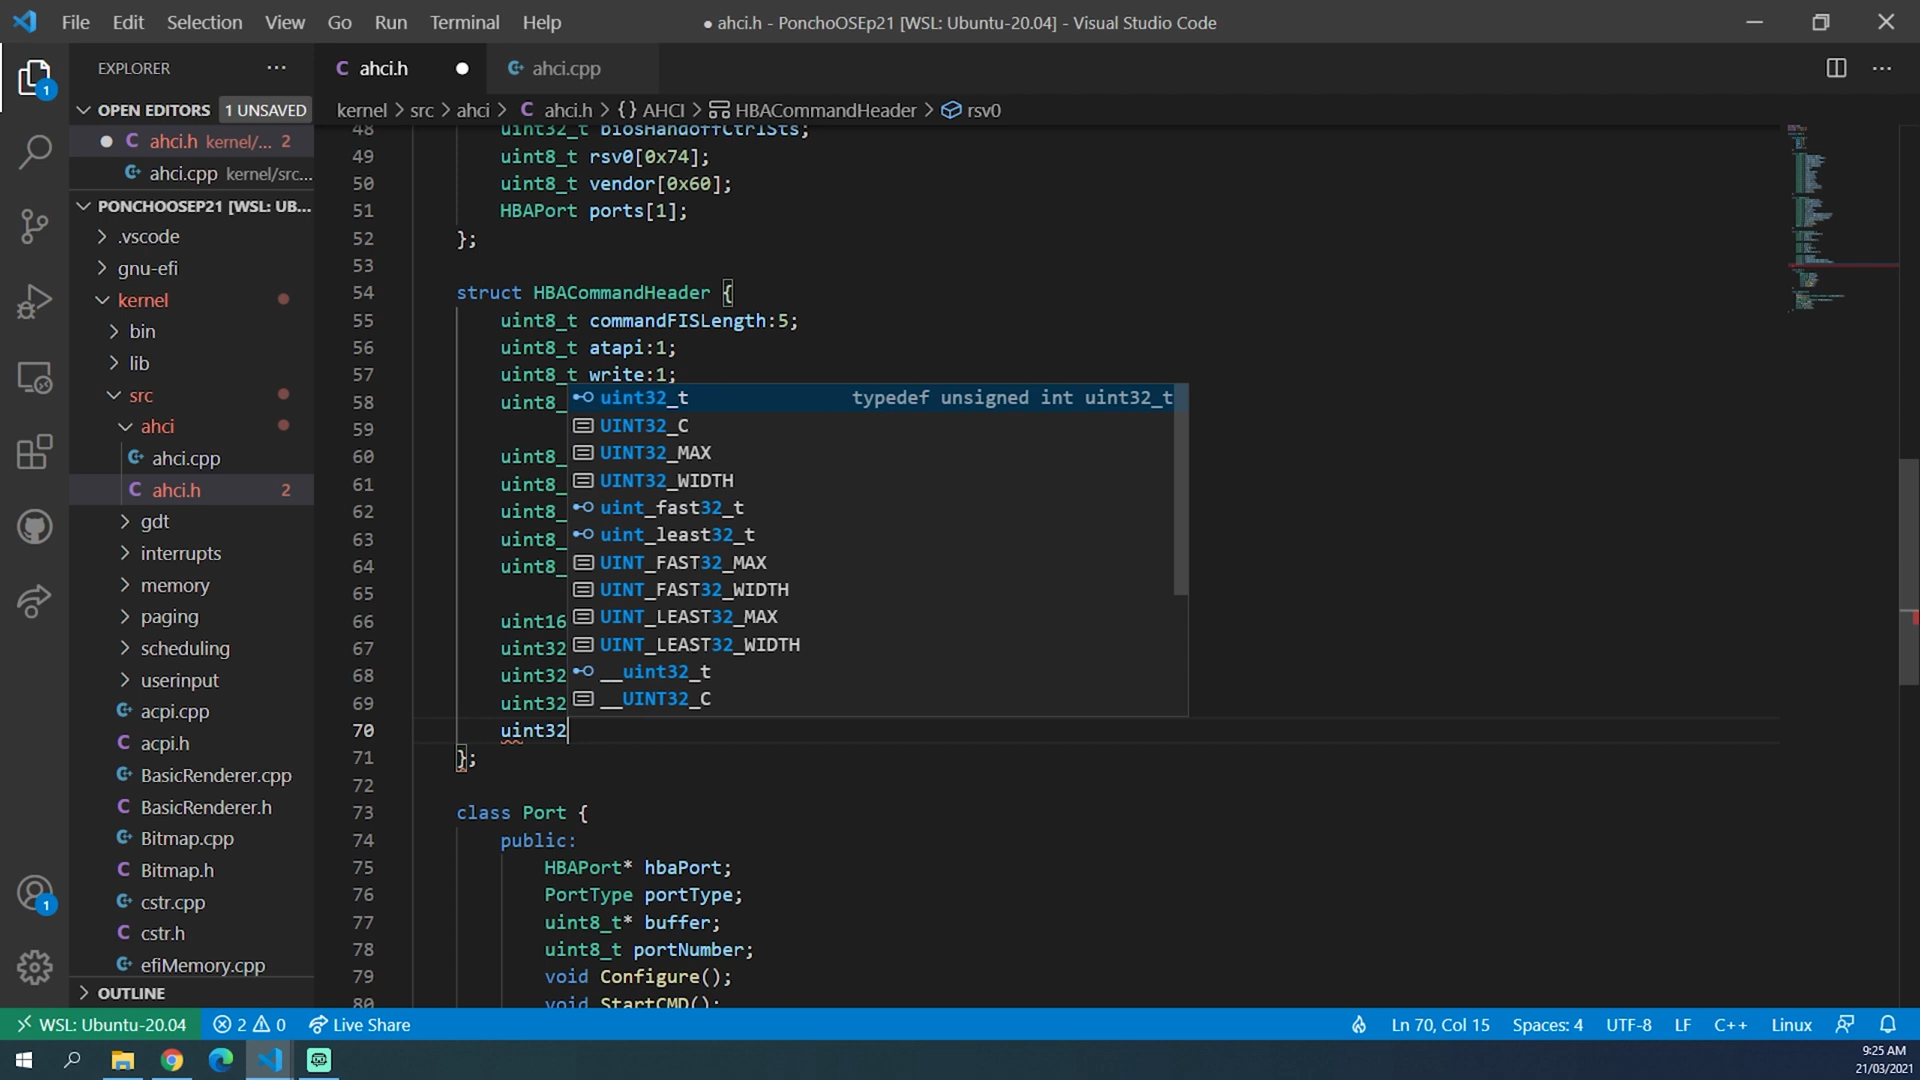 File Edit Selection View Go Run Terminal Help
● ahci.h - PonchoOSEp21 [WSL: Ubuntu-20.04] - Visual Studio Code
EXPLORER
OPEN EDITORS 1 UNSAVED
ahci.h kernel/... 2
ahci.cpp kernel/src...
PONCHOOSEP21 [WSL: UB...
.vscode
gnu-efi
kernel
bin
lib
src
ahci
ahci.cpp
ahci.h 2
gdt
interrupts
memory
paging
scheduling
userinput
acpi.cpp
acpi.h
BasicRenderer.cpp
BasicRenderer.h
Bitmap.cpp
Bitmap.h
cstr.cpp
cstr.h
efiMemory.cpp
OUTLINE
1
1
ahci.h ahci.cpp
kernel > src > ahci > C ahci.h > {} AHCI > HBACommandHeader > rsv0
48 uint32_t biosHandoffCtrlSts;
49 uint8_t rsv0[0x74];
50 uint8_t vendor[0x60];
51 HBAPort ports[1];
52 };
53
54 struct HBACommandHeader {
55 uint8_t commandFISLength:5;
56 uint8_t atapi:1;
57 uint8_t write:1;
58 uint8_
59
60 uint8_
61 uint8_
62 uint8_
63 uint8_
64 uint8_
65
66 uint16
67 uint32
68 uint32
69 uint32
70 uint32
71 };
72
73 class Port {
74 public:
75 HBAPort* hbaPort;
76 PortType portType;
77 uint8_t* buffer;
78 uint8_t portNumber;
79 void Configure();
80 void StartCMD();
uint32_t typedef unsigned int uint32_t
UINT32_C
UINT32_MAX
UINT32_WIDTH
uint_fast32_t
uint_least32_t
UINT_FAST32_MAX
UINT_FAST32_WIDTH
UINT_LEAST32_MAX
UINT_LEAST32_WIDTH
__uint32_t
__UINT32_C
WSL: Ubuntu-20.04 2 0 Live Share Ln 70, Col 15 Spaces: 4 UTF-8 LF C++ Linux
9:25 AM
21/03/2021